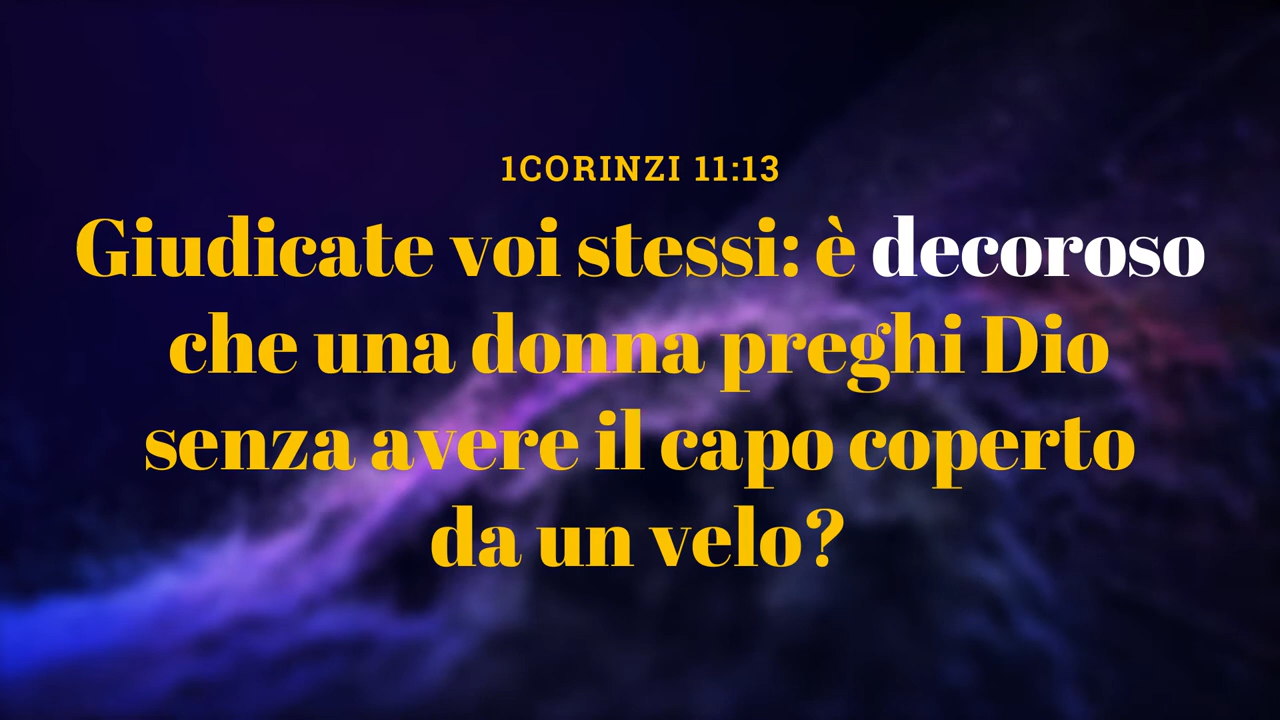 1CORINZI 11:13
Giudicate voi stessi: è decoroso
che una donna preghi Dio
senza avere il capo coperto
da un velo?